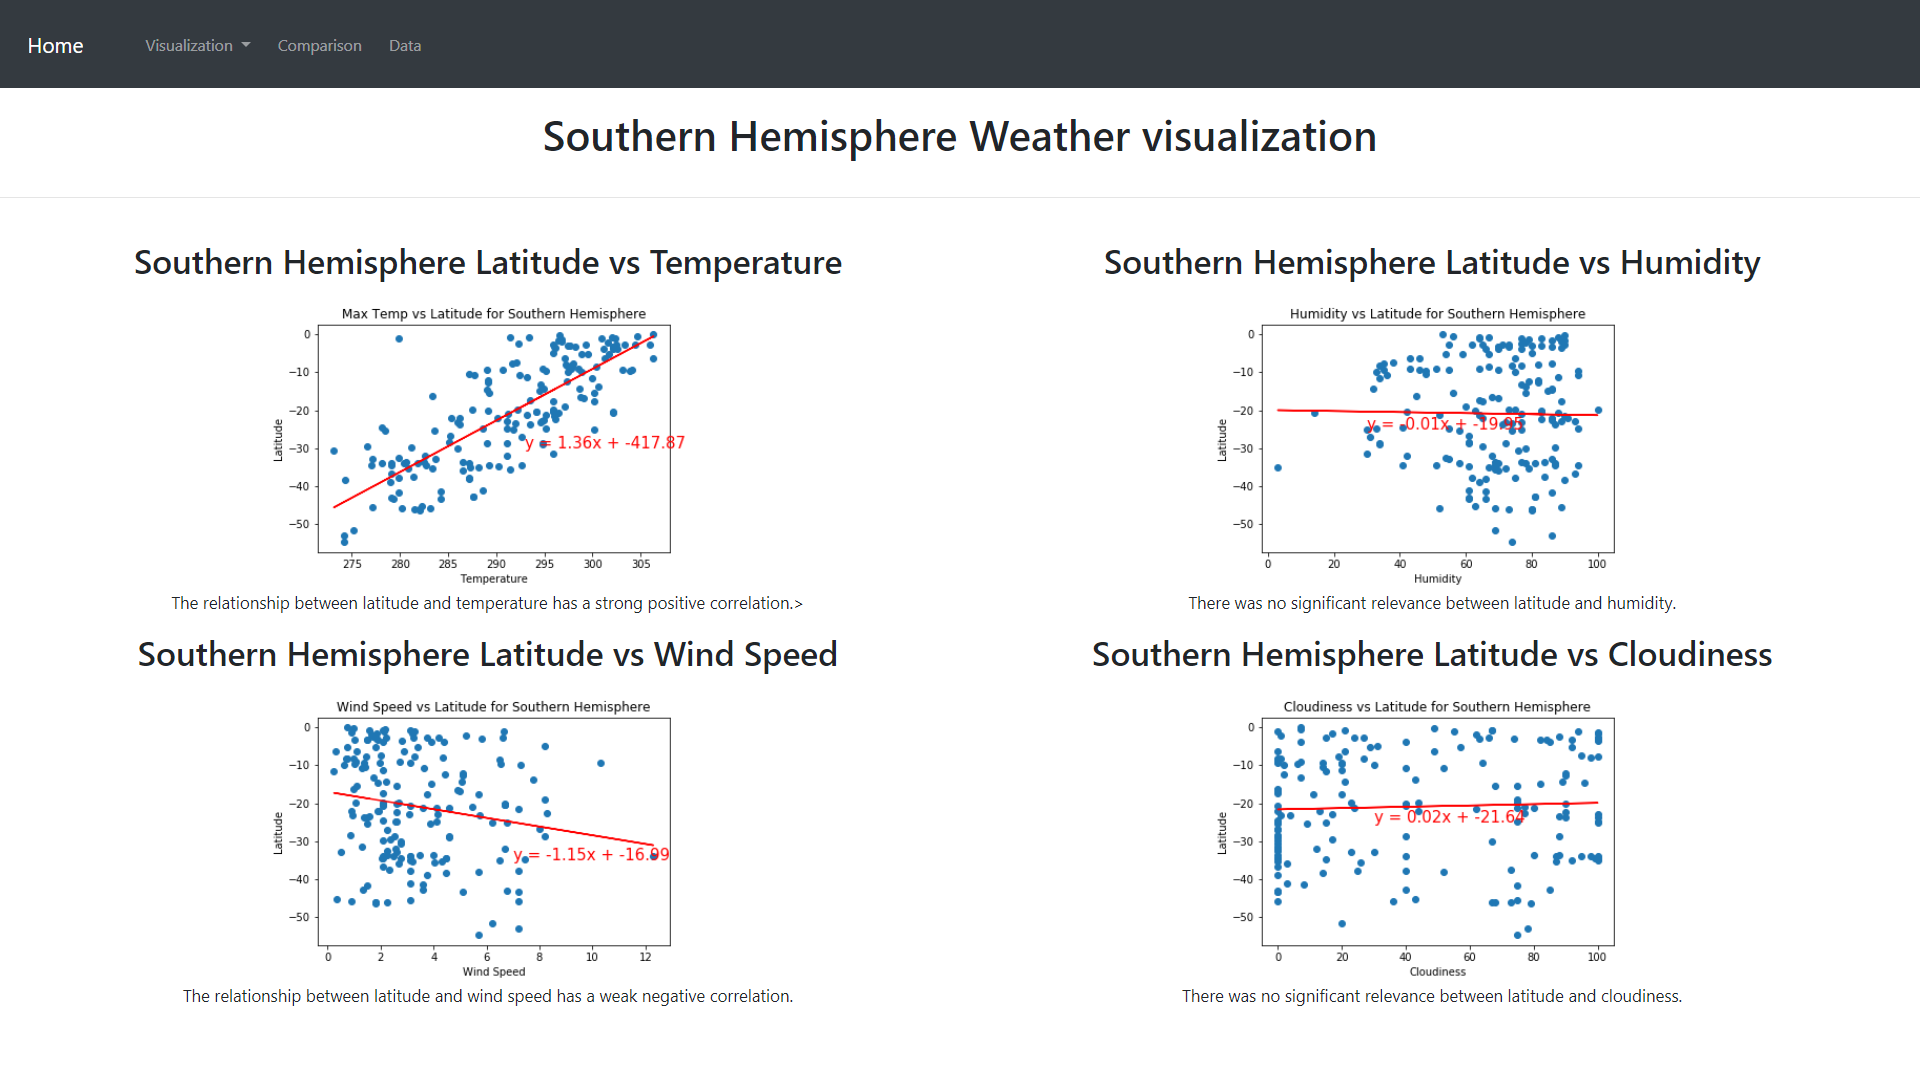 Home Visualization Comparison Data
Southern Hemisphere Weather visualization
Southern Hemisphere Latitude vs Temperature
Max Temp vs Latitude for Southern Hemisphere
0
−10
−20
−30
−40
−50
Latitude
y = 1.36x + -417.87
275 280 285 290 295 300 305
Temperature
The relationship between latitude and temperature has a strong positive correlation.>
Southern Hemisphere Latitude vs Humidity
Humidity vs Latitude for Southern Hemisphere
0
−10
−20
−30
−40
−50
Latitude
y = -0.01x + -19.95
0 20 40 60 80 100
Humidity
There was no significant relevance between latitude and humidity.
Southern Hemisphere Latitude vs Wind Speed
Wind Speed vs Latitude for Southern Hemisphere
0
−10
−20
−30
−40
−50
Latitude
y = -1.15x + -16.99
0 2 4 6 8 10 12
Wind Speed
The relationship between latitude and wind speed has a weak negative correlation.
Southern Hemisphere Latitude vs Cloudiness
Cloudiness vs Latitude for Southern Hemisphere
0
−10
−20
−30
−40
−50
Latitude
y = 0.02x + -21.64
0 20 40 60 80 100
Cloudiness
There was no significant relevance between latitude and cloudiness.